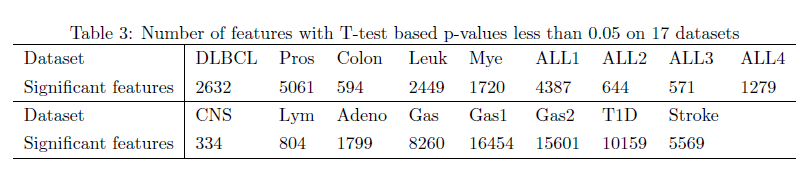 Table 3: Number of features with T-test based p-values less than 0.05 on 17 datasets
Dataset DLBCL Pros Colon Leuk Mye ALL1 ALL2 ALL3 ALL4
Significant features 2632 5061 594 2449 1720 4387 644 571 1279
Dataset CNS Lym Adeno Gas Gas1 Gas2 T1D Stroke
Significant features 334 804 1799 8260 16454 15601 10159 5569